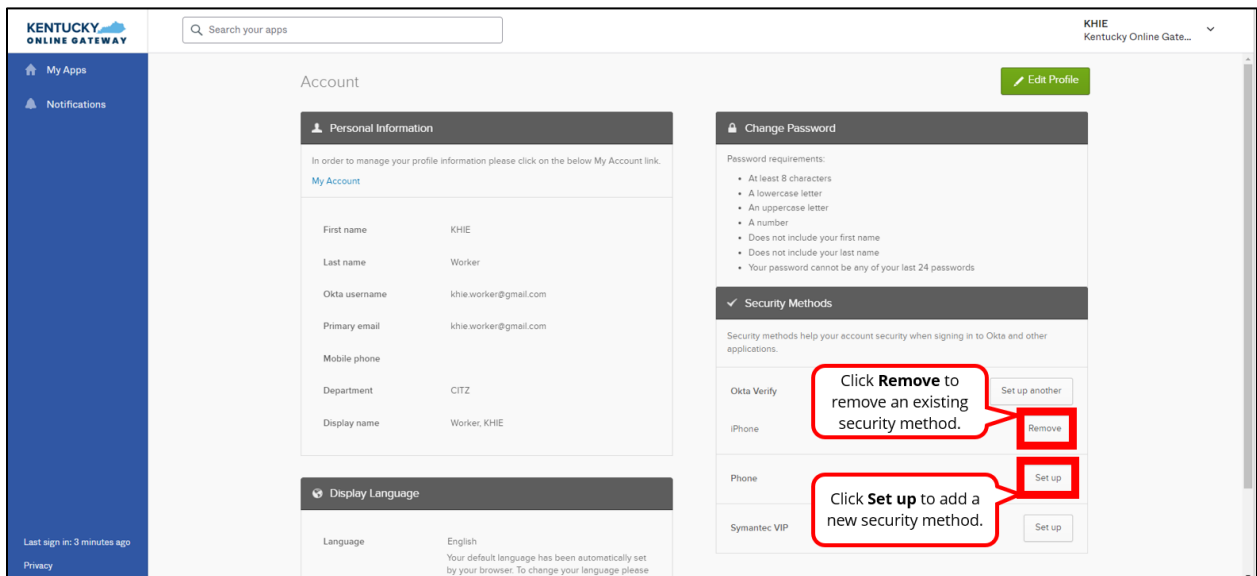 KENTUCKY
ONLINE GATEWAY
Search your apps
KHIE
Kentucky Online Gate...
My Apps
Notifications
Account
Edit Profile
Personal Information
In order to manage your profile information please click on the below My Account link.
My Account
First name KHIE
Last name Worker
Okta username khie.worker@gmail.com
Primary email khie.worker@gmail.com
Mobile phone
Department CITZ
Display name Worker, KHIE
Display Language
Language English
Your default language has been automatically set
by your browser. To change your language please
Change Password
Password requirements:
• At least 8 characters
• A lowercase letter
• An uppercase letter
• A number
• Does not include your first name
• Does not include your last name
• Your password cannot be any of your last 24 passwords
Security Methods
Security methods help your account security when signing in to Okta and other
applications.
Okta Verify Set up another
iPhone Remove
Click Remove to
remove an existing
security method.
Phone Set up
Click Set up to add a
new security method.
Symantec VIP Set up
Last sign in: 3 minutes ago
Privacy